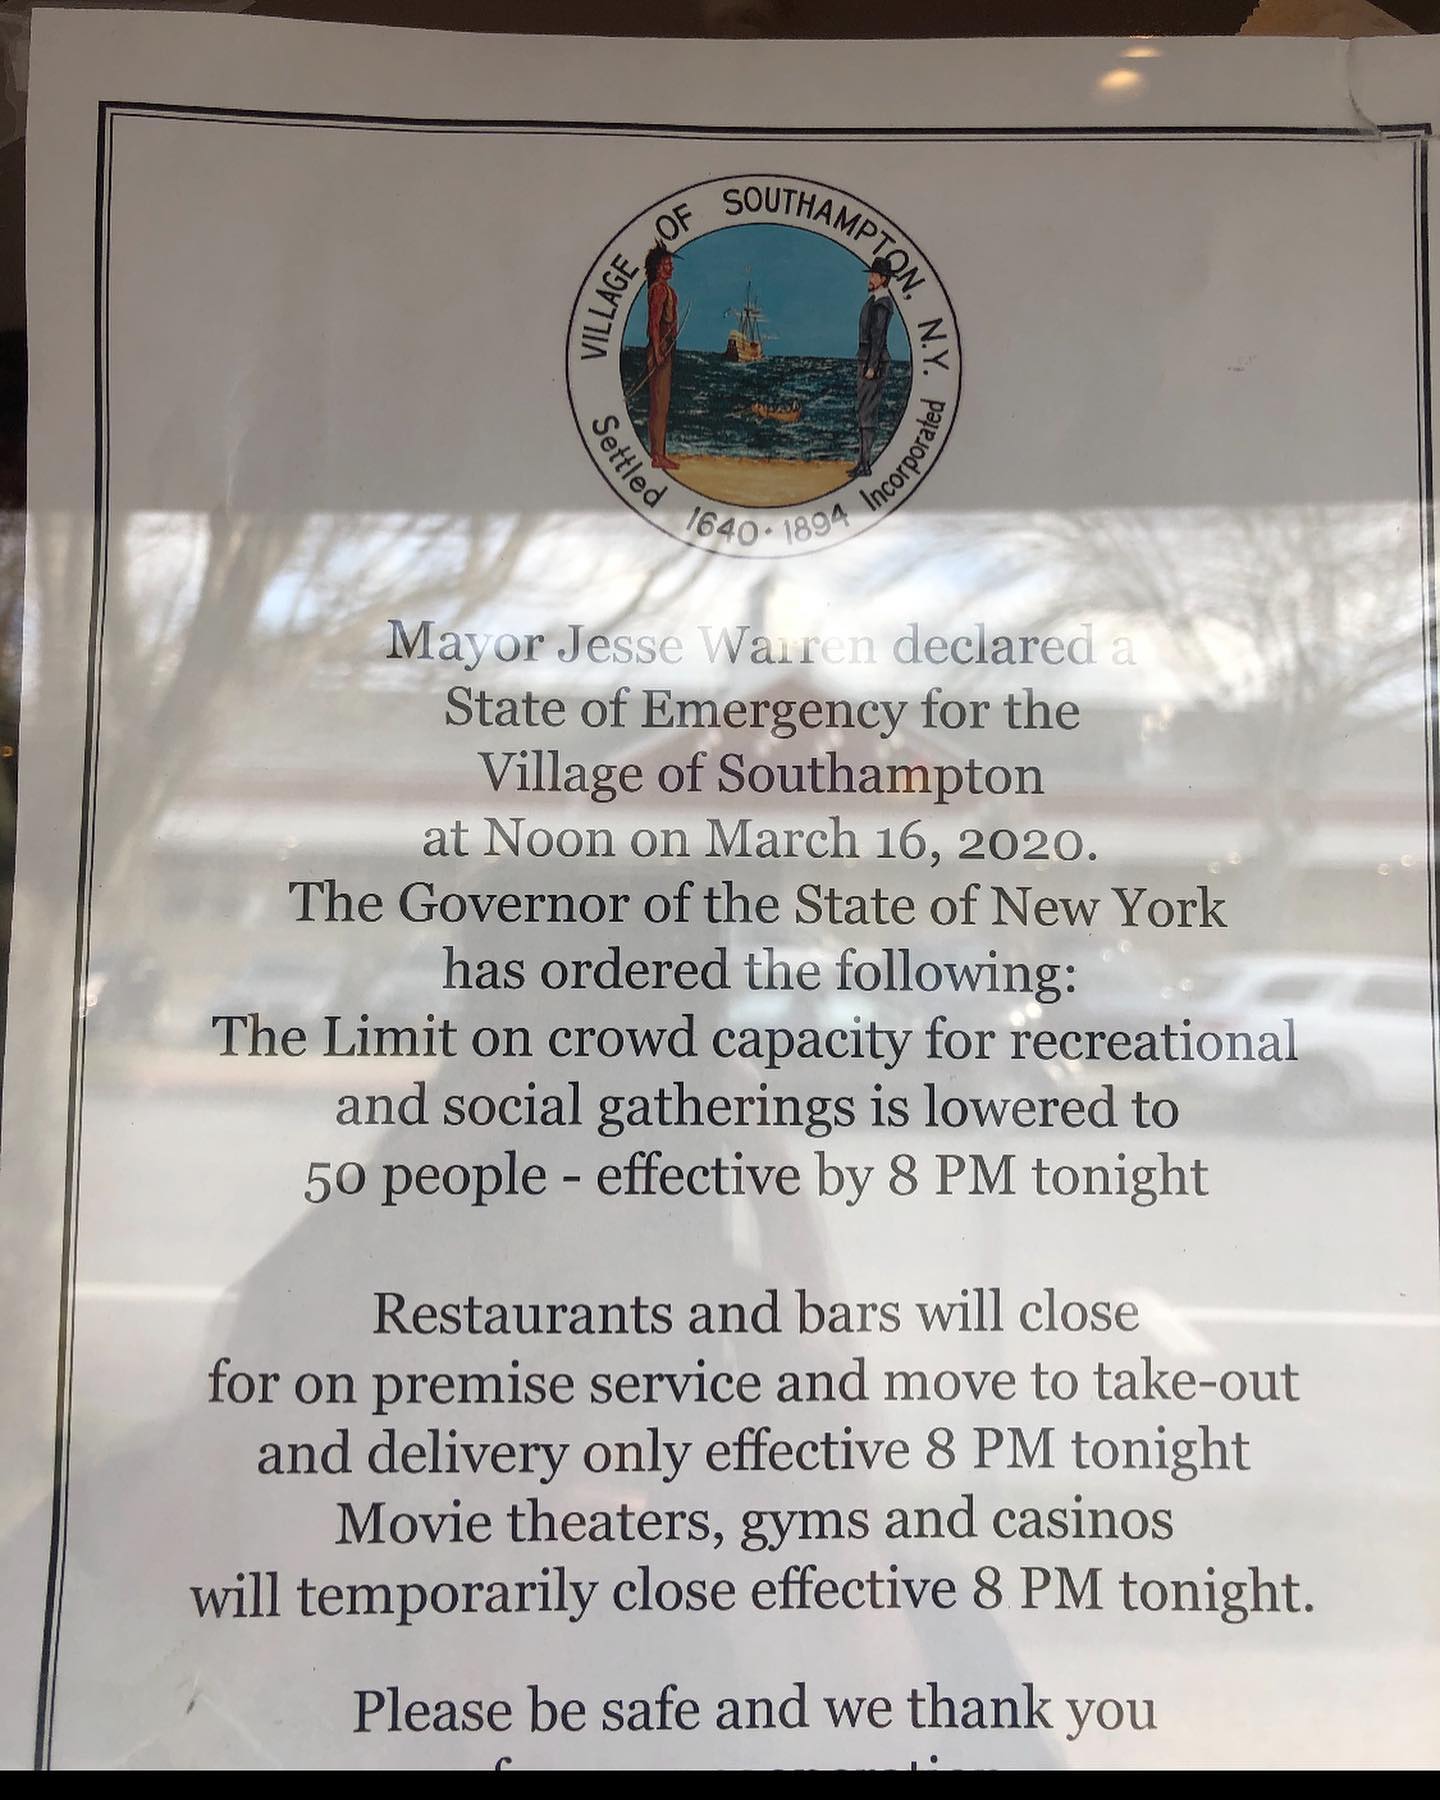 VILLAGE OF SOUTHAMPTON, N.Y.
Settled 1640 · 1894 Incorporated
Mayor Jesse Warren declared a
State of Emergency for the
Village of Southampton
at Noon on March 16, 2020.
The Governor of the State of New York
has ordered the following:
The Limit on crowd capacity for recreational
and social gatherings is lowered to
50 people - effective by 8 PM tonight
Restaurants and bars will close
for on premise service and move to take-out
and delivery only effective 8 PM tonight
Movie theaters, gyms and casinos
will temporarily close effective 8 PM tonight.
Please be safe and we thank you